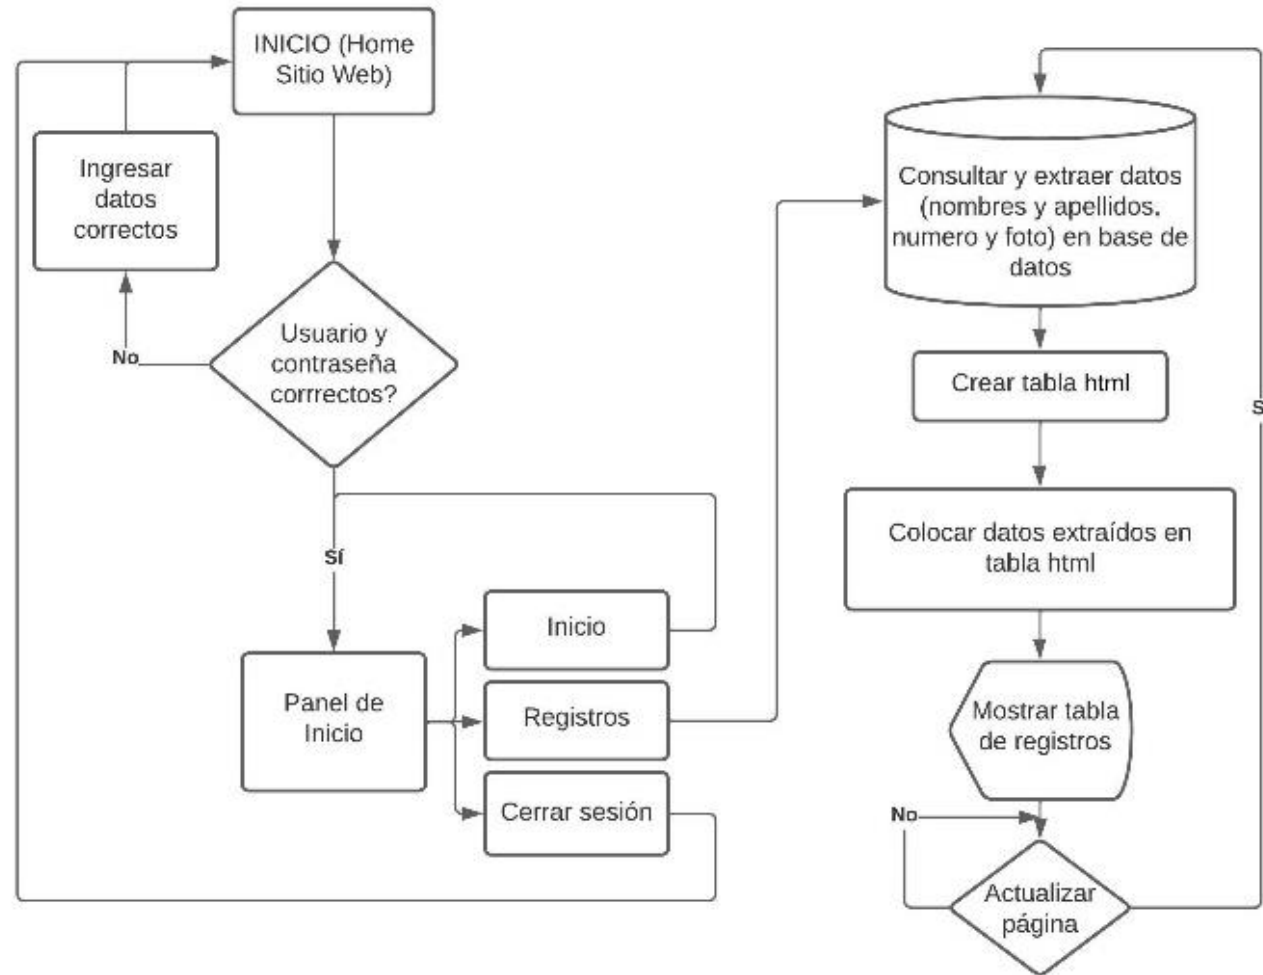 INICIO (Home
Sitio Web)
Ingresar
datos
correctos
Usuario y
contraseña
corrrectos?
No
Sí
Panel de
Inicio
Inicio
Registros
Cerrar sesión
Consultar y extraer datos
(nombres y apellidos,
numero y foto) en base de
datos
Crear tabla html
Colocar datos extraídos en
tabla html
Mostrar tabla
de registros
No
Actualizar
página
S